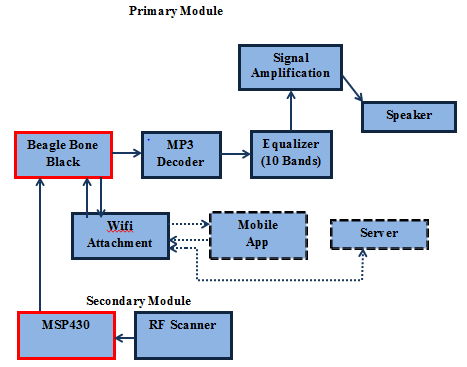 Primary Module
Signal
Amplification
Speaker
Beagle Bone
Black
MP3
Decoder
Equalizer
(10 Bands)
Wifi
Attachment
Mobile
App
Server
Secondary Module
MSP430
RF Scanner